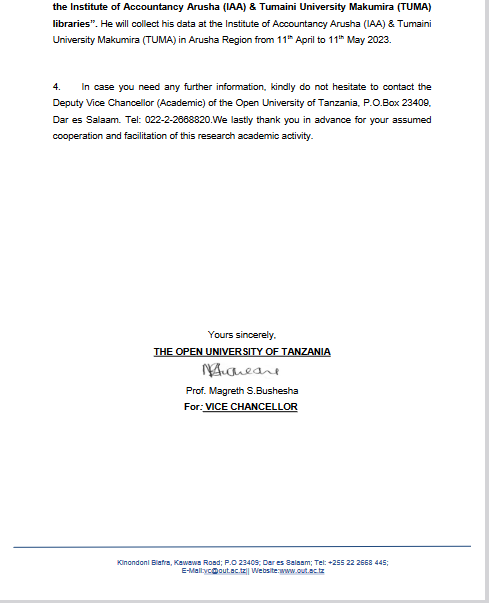 the Institute of Accountancy Arusha (IAA) & Tumaini University Makumira (TUMA)
libraries”. He will collect his data at the Institute of Accountancy Arusha (IAA) & Tumaini
University Makumira (TUMA) in Arusha Region from 11th April to 11th May 2023.
4. In case you need any further information, kindly do not hesitate to contact the
Deputy Vice Chancellor (Academic) of the Open University of Tanzania, P.O.Box 23409,
Dar es Salaam. Tel: 022-2-2668820.We lastly thank you in advance for your assumed
cooperation and facilitation of this research academic activity.
Yours sincerely,
THE OPEN UNIVERSITY OF TANZANIA
Prof. Magreth S.Bushesha
For: VICE CHANCELLOR
Kinondoni Biafra, Kawawa Road; P.O 23409; Dar es Salaam; Tel: +255 22 2668 445;
E-Mail:vc@out.ac.tz|| Website:www.out.ac.tz